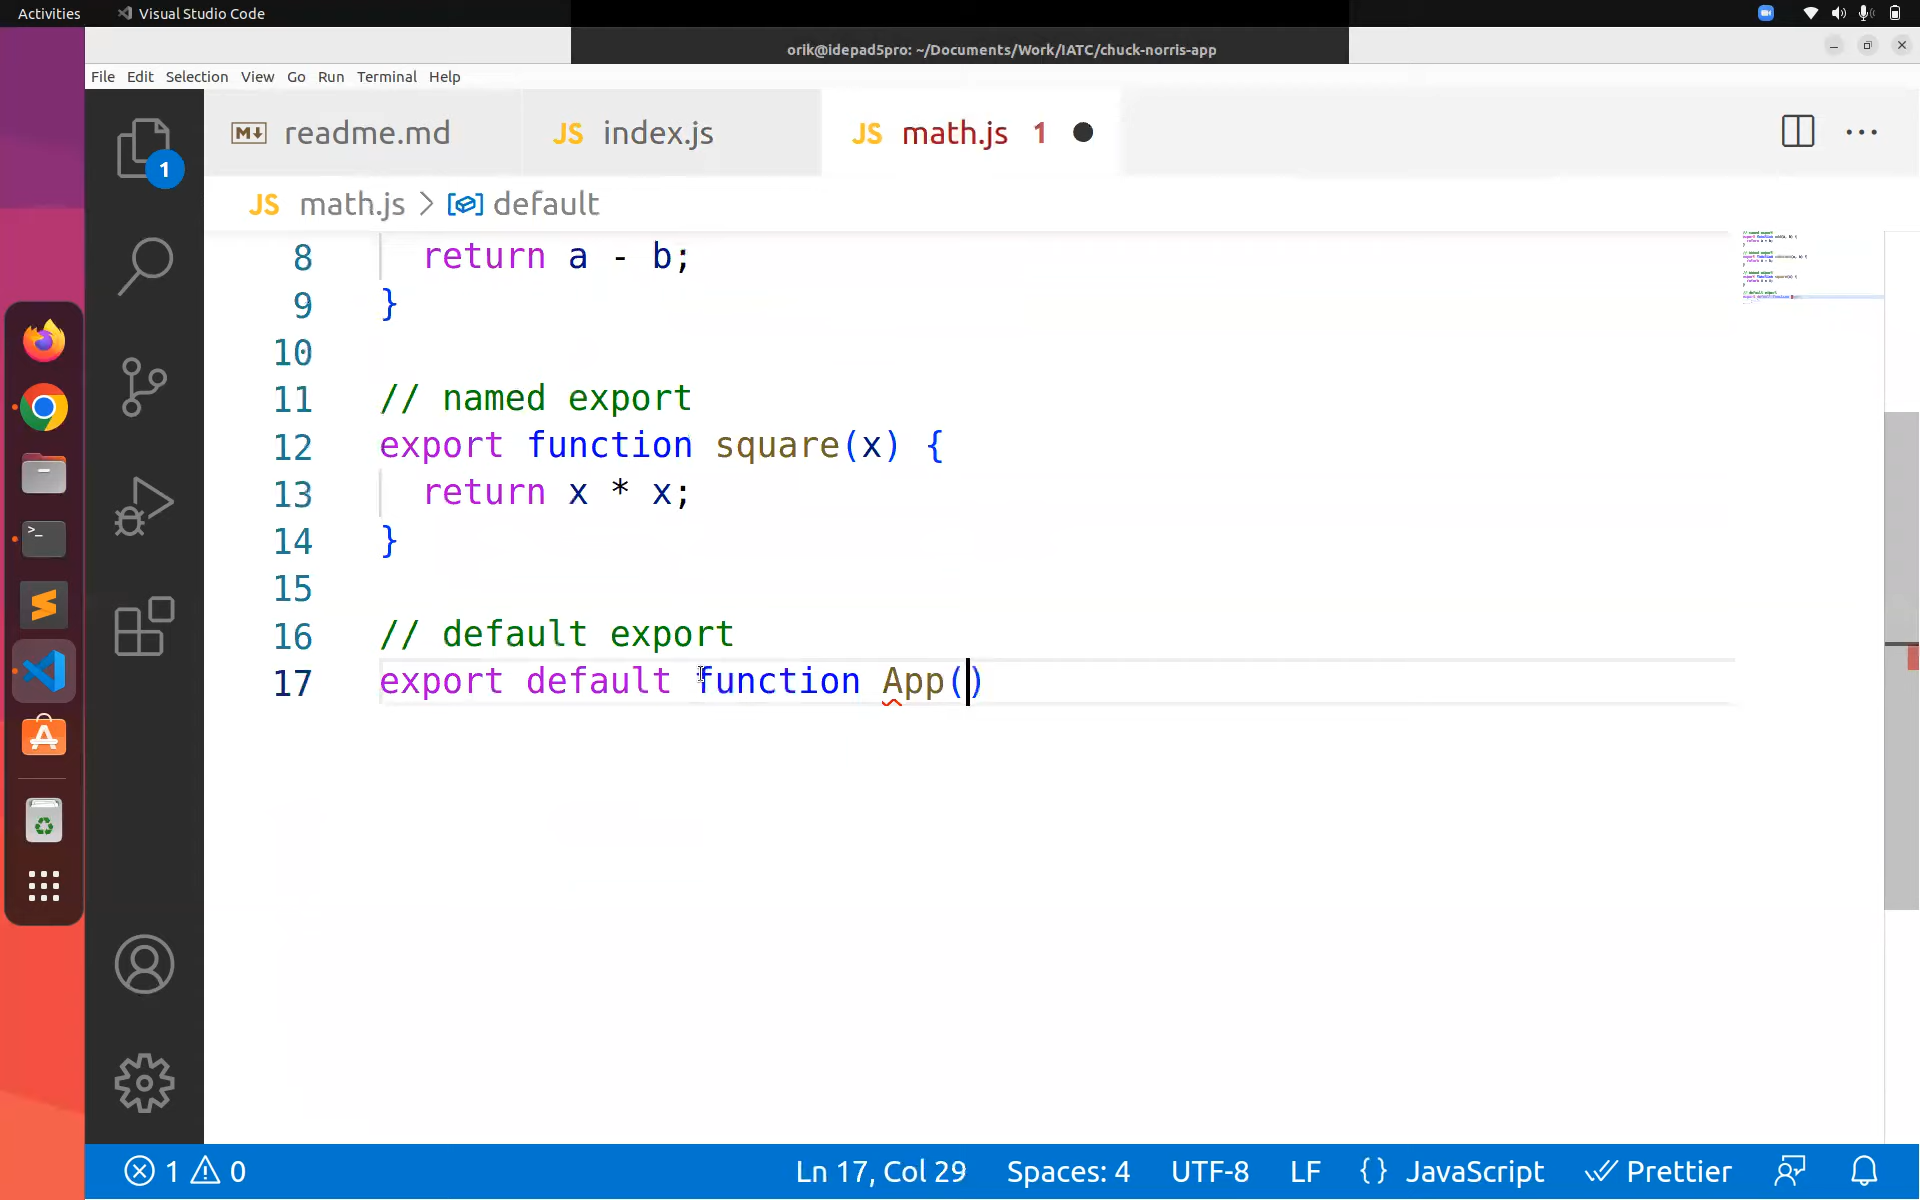 Activities Visual Studio Code
orik@idepad5pro: ~/Documents/Work/IATC/chuck-norris-app
File Edit Selection View Go Run Terminal Help
readme.md JS index.js JS math.js 1
1
JS math.js > default
8 return a - b;
9 }
10
11 // named export
12 export function square(x) {
13 return x * x;
14 }
15
16 // default export
17 export default function App()
1 0 Ln 17, Col 29 Spaces: 4 UTF-8 LF {} JavaScript Prettier